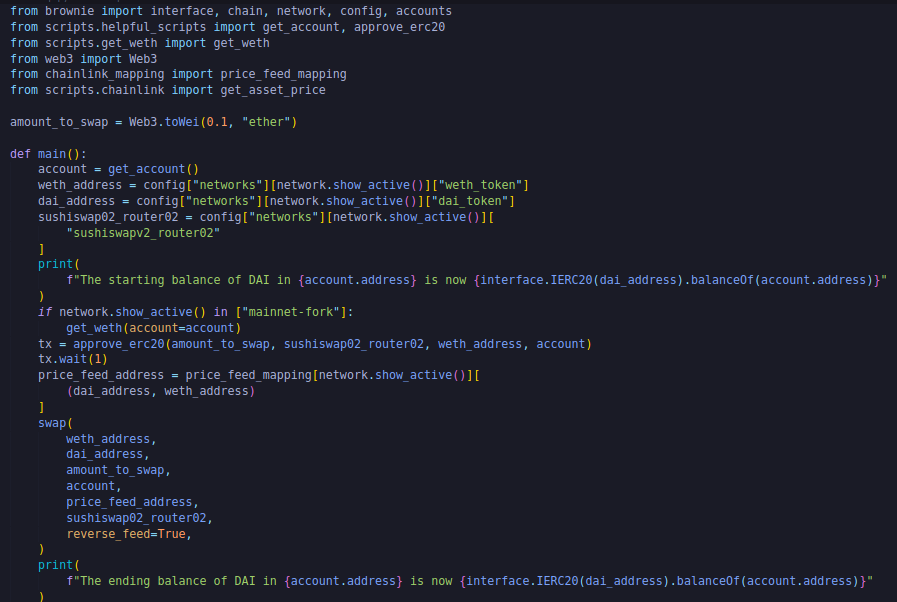 from brownie import interface, chain, network, config, accounts
from scripts.helpful_scripts import get_account, approve_erc20
from scripts.get_weth import get_weth
from web3 import Web3
from chainlink_mapping import price_feed_mapping
from scripts.chainlink import get_asset_price

amount_to_swap = Web3.toWei(0.1, "ether")

def main():
    account = get_account()
    weth_address = config["networks"][network.show_active()]["weth_token"]
    dai_address = config["networks"][network.show_active()]["dai_token"]
    sushiswap02_router02 = config["networks"][network.show_active()][
        "sushiswapv2_router02"
    ]
    print(
        f"The starting balance of DAI in {account.address} is now {interface.IERC20(dai_address).balanceOf(account.address)}"
    )
    if network.show_active() in ["mainnet-fork"]:
        get_weth(account=account)
    tx = approve_erc20(amount_to_swap, sushiswap02_router02, weth_address, account)
    tx.wait(1)
    price_feed_address = price_feed_mapping[network.show_active()][
        (dai_address, weth_address)
    ]
    swap(
        weth_address,
        dai_address,
        amount_to_swap,
        account,
        price_feed_address,
        sushiswap02_router02,
        reverse_feed=True,
    )
    print(
        f"The ending balance of DAI in {account.address} is now {interface.IERC20(dai_address).balanceOf(account.address)}"
    )